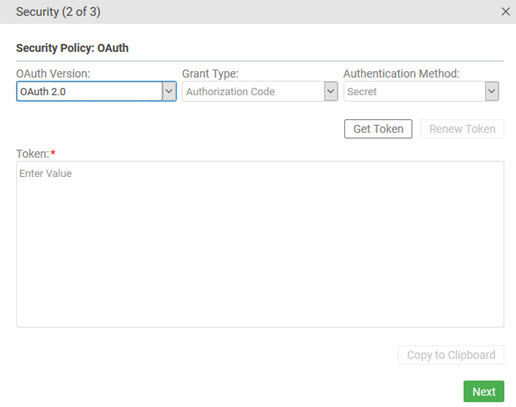 Security (2 of 3)
Security Policy: OAuth
OAuth Version: Grant Type: Authentication Method:
OAuth 2.0 Authorization Code Secret
Get Token Renew Token
Token:*
Enter Value
Copy to Clipboard
Next